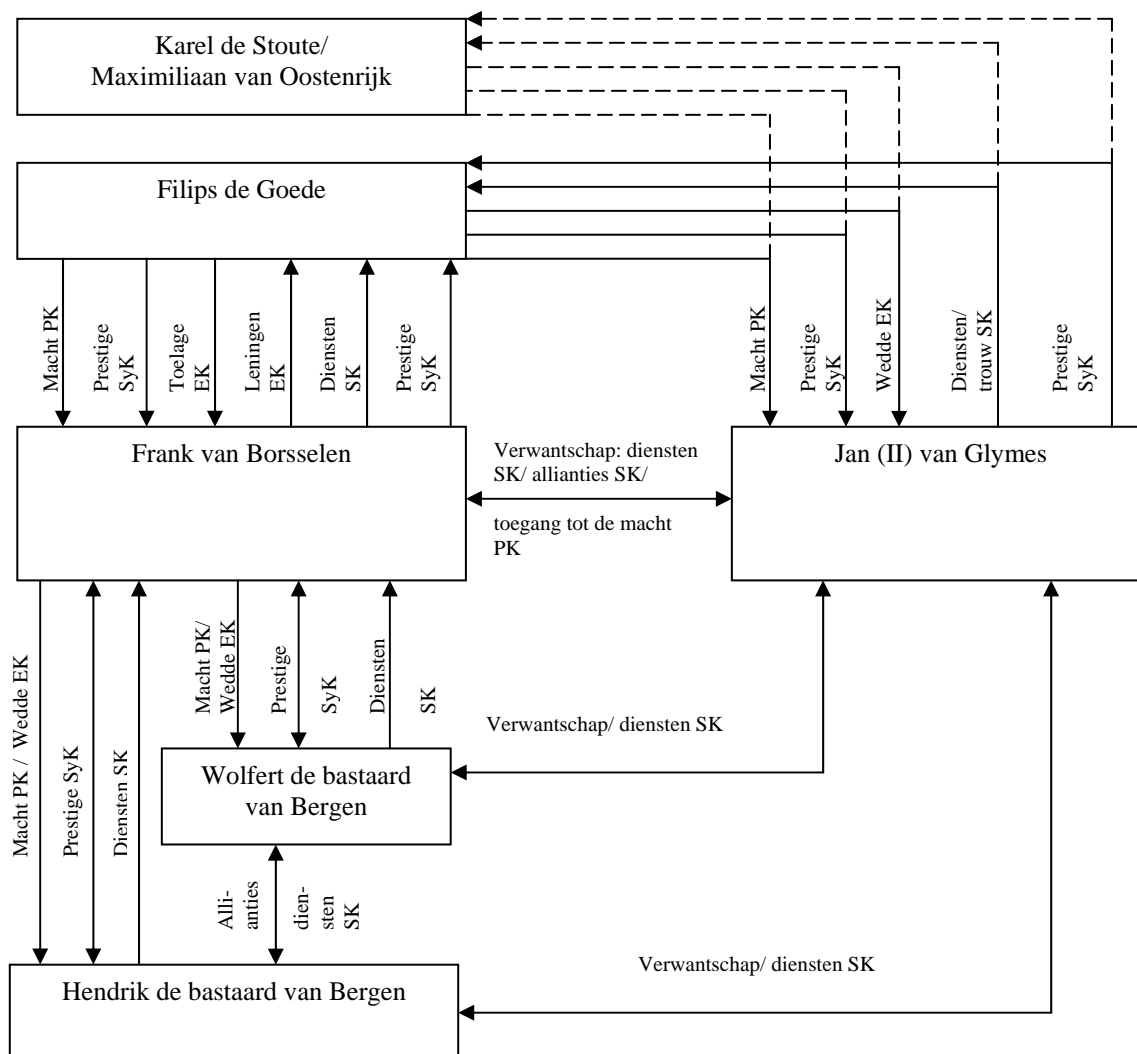 Karel de Stoute/
Maximiliaan van Oostenrijk
Filips de Goede
Macht PK
Prestige
SyK
Toelage
EK
Leningen
EK
Diensten
SK
Prestige
SyK
Macht PK
Prestige
SyK
Wedde EK
Diensten/
trouw SK
Prestige
SyK
Frank van Borsselen
Verwantschap: diensten
SK/ allianties SK/
toegang tot de macht
PK
Jan (II) van Glymes
Macht PK / Wedde EK
Prestige SyK
Diensten SK
Macht PK/
Wedde EK
Prestige
SyK
Diensten
SK
Verwantschap/ diensten SK
Wolfert de bastaard
van Bergen
Alli-
anties
dien-
sten
SK
Verwantschap/ diensten SK
Hendrik de bastaard van Bergen